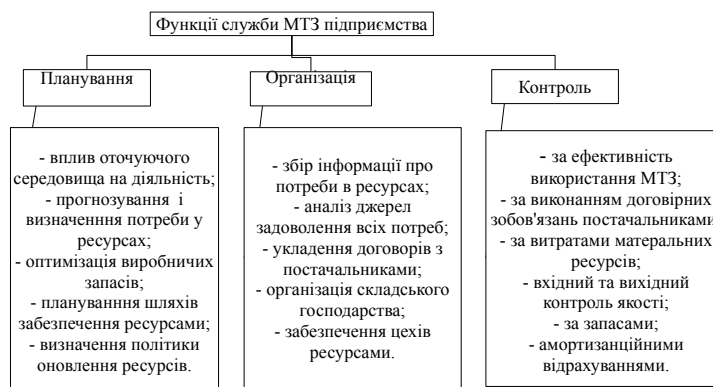 Функції служби МТЗ підприємства
Планування
Організація
Контроль
- вплив оточуючого
середовища на діяльність;
- прогнозування і
визначенння потреби у
ресурсах;
- оптимізація виробничих
запасів;
- плануванння шляхів
забезпечення ресурсами;
- визначення політики
оновлення ресурсів.
- збір інформації про
потреби в ресурсах;
- аналіз джерел
задоволення всіх потреб;
- укладення договорів з
постачальниками;
- організація складського
господарства;
- забезпечення цехів
ресурсами.
- за ефективність
використання МТЗ;
- за виконанням договірних
зобов'язань постачальниками
- за витратами матеральних
ресурсів;
- вхідний та вихідний
контроль якості;
- за запасами;
- амортизанційними
відрахуваннями.